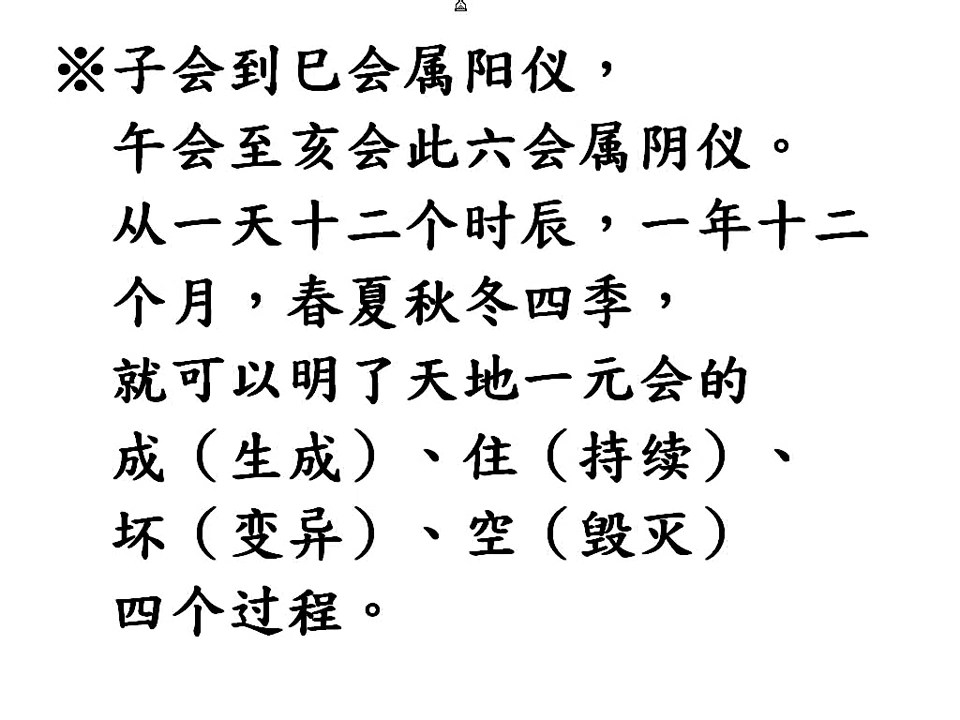 ※子会到巳会属阳仪，
午会至亥会此六会属阴仪。
从一天十二个时辰，一年十二
个月，春夏秋冬四季，
就可以明了天地一元会的
成（生成）、住（持续）、
坏（变异）、空（毁灭）
四个过程。